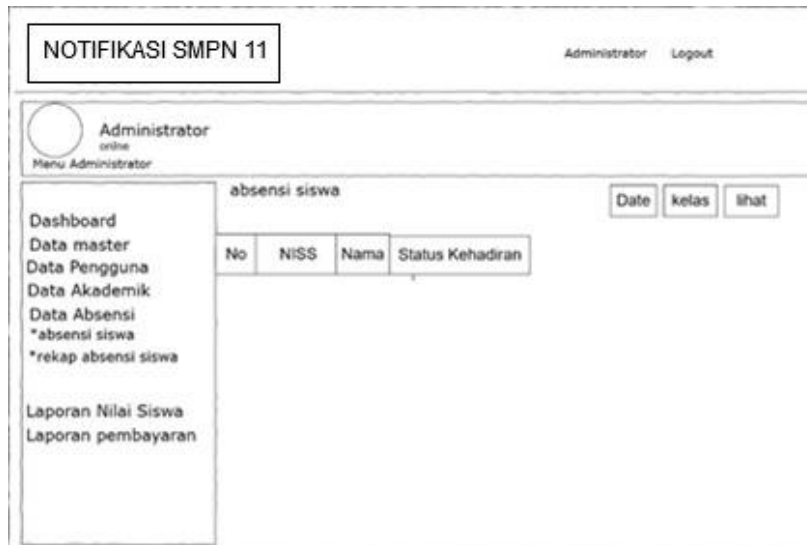 NOTIFIKASI SMPN 11
Administrator Logout
Administrator
online
Menu Administrator
absensi siswa
Date kelas lihat
Dashboard
Data master
Data Pengguna
Data Akademik
Data Absensi
*absensi siswa
*rekap absensi siswa
Laporan Nilai Siswa
Laporan pembayaran
No NISS Nama Status Kehadiran